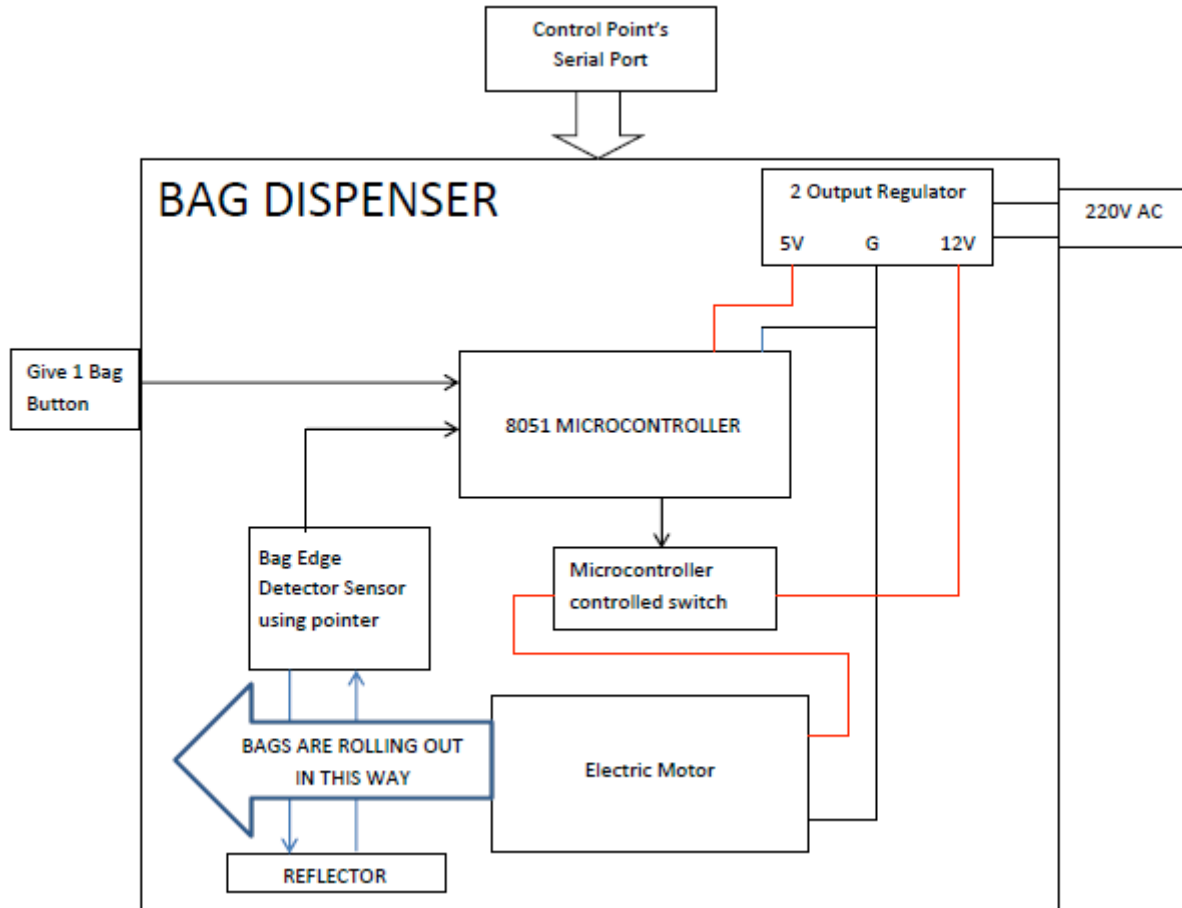 Control Point's
Serial Port
BAG DISPENSER
2 Output Regulator
5V G 12V
220V AC
Give 1 Bag
Button
8051 MICROCONTROLLER
Bag Edge
Detector Sensor
using pointer
Microcontroller
controlled switch
BAGS ARE ROLLING OUT
IN THIS WAY
Electric Motor
REFLECTOR